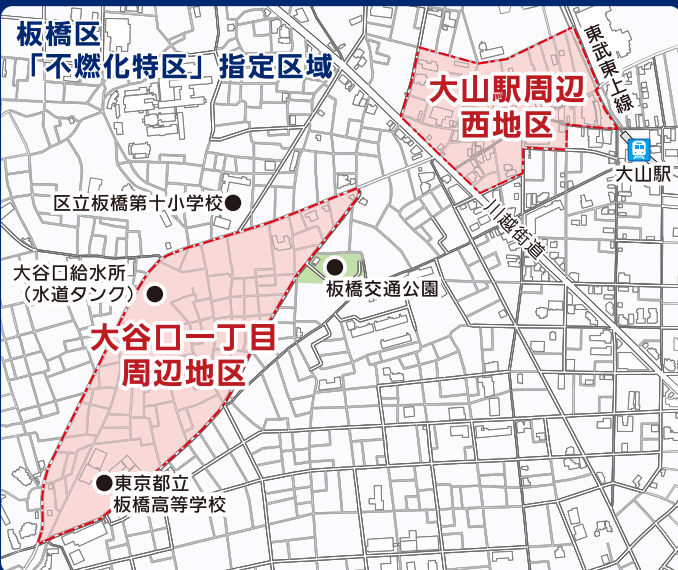 板橋区
「不燃化特区」指定区域
東武東上線
大山駅周辺
西地区
大山駅
区立板橋第十小学校
川越街道
大谷口給水所
（水道タンク）
板橋交通公園
大谷口一丁目
周辺地区
東京都立
板橋高等学校